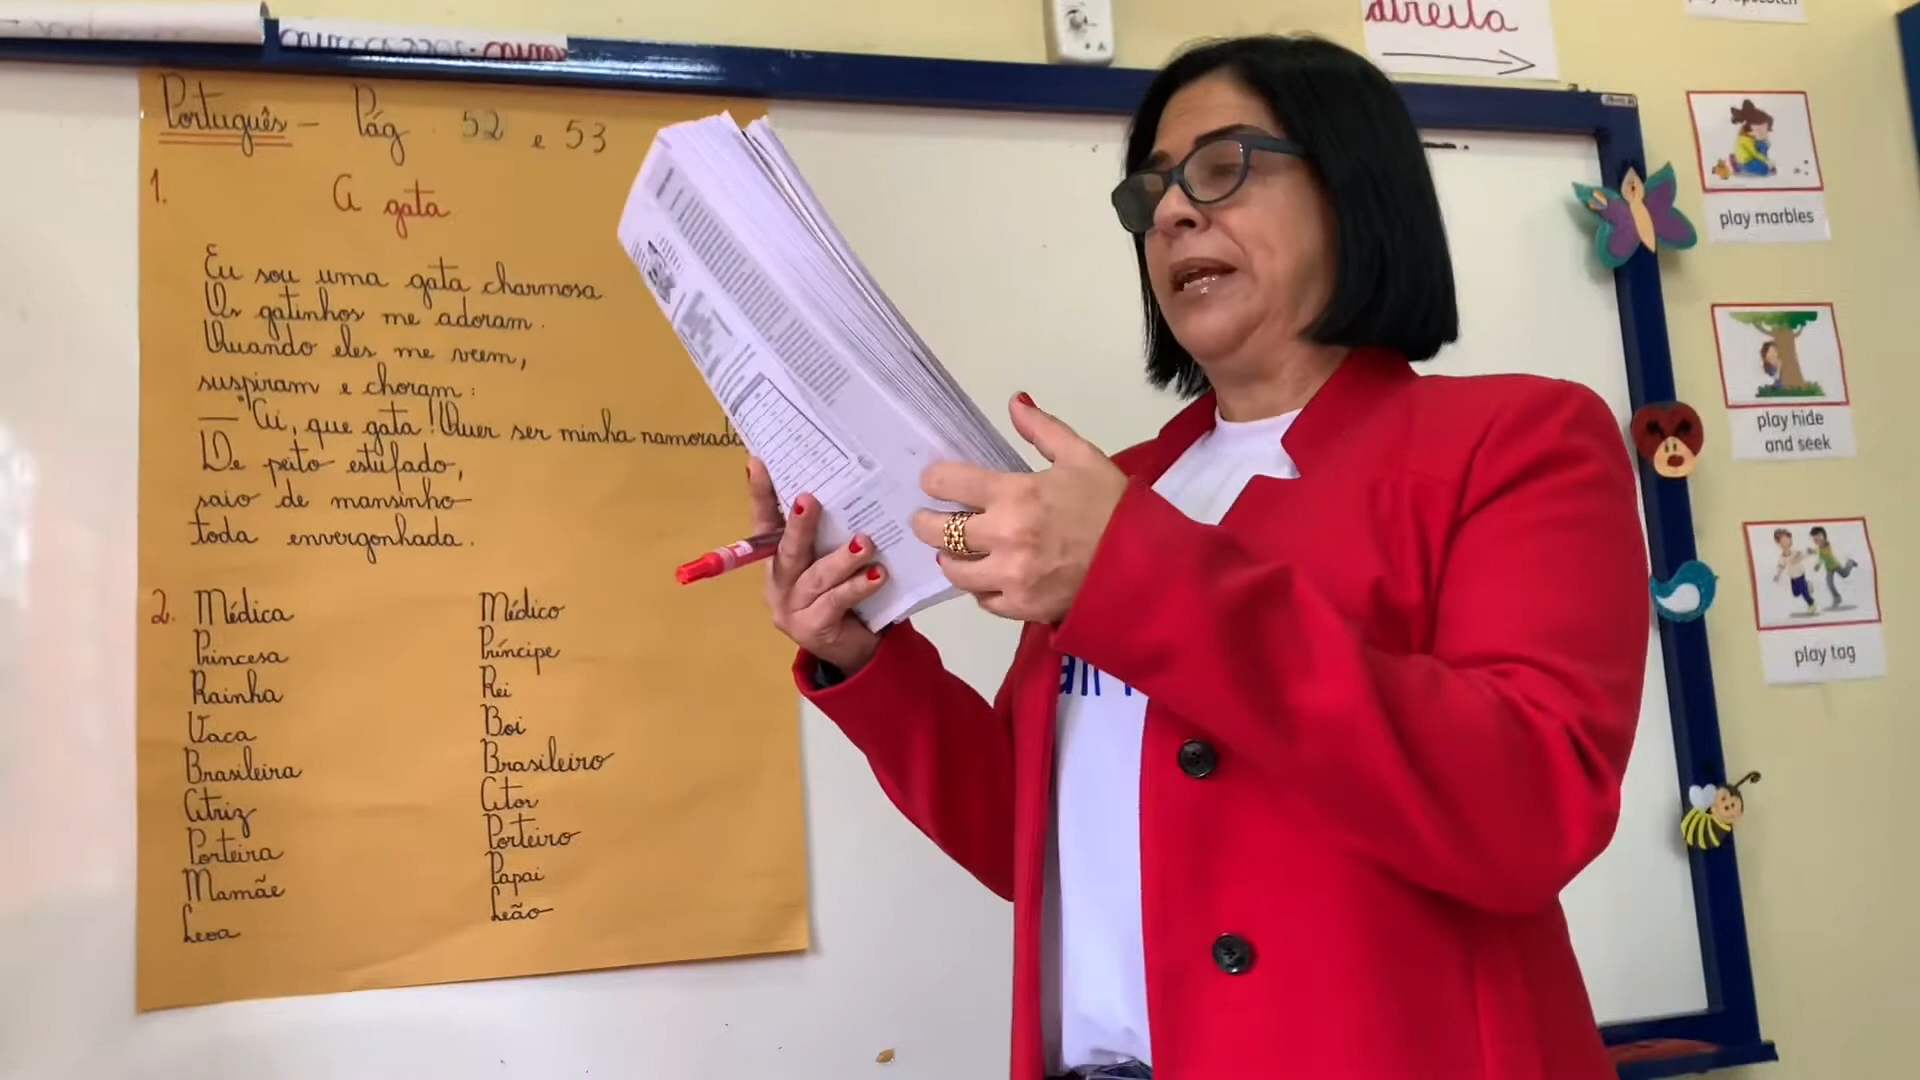 direita
Português - Pág. 52 e 53
1. A gata
Eu sou uma gata charmosa.
Os gatinhos me adoram.
Quando eles me veem,
suspiram e choram:
— "Ai, que gata! Quer ser minha namorada
De peito estufado,
saio de mansinho
toda envergonhada.
2. Médica Médico
Princesa Príncipe
Rainha Rei
Vaca Boi
Brasileira Brasileiro
Atriz Ator
Porteira Porteiro
Mamãe Papai
Leoa Leão
play marbles
play hide
and seek
play tag